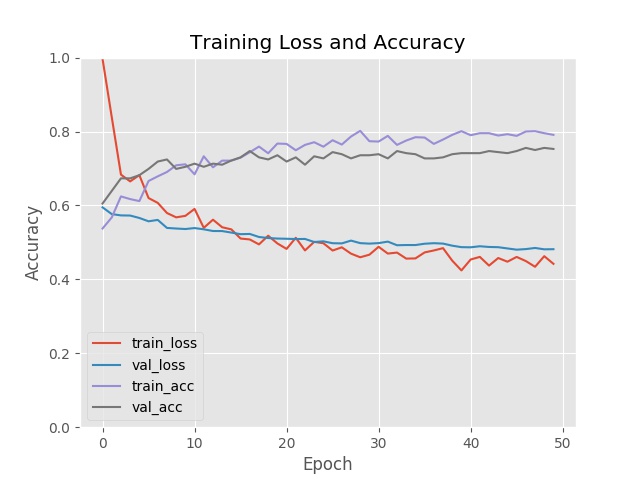 Training Loss and Accuracy
1.0
0.8
0.6
0.4
0.2
0.0
Accuracy
train_loss
val_loss
train_acc
val_acc
0 10 20 30 40 50
Epoch